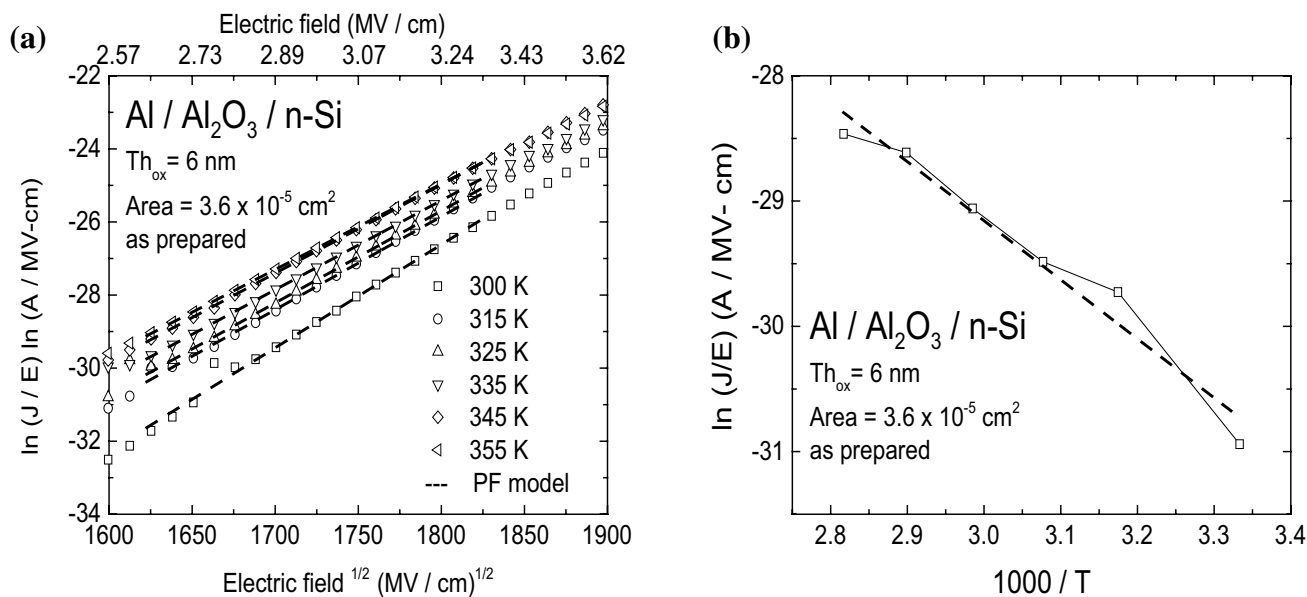 (a)
Electric field (MV / cm)
2.57 2.73 2.89 3.07 3.24 3.43 3.62
-22
-24
-26
-28
-30
-32
-34
ln (J / E) ln (A / MV-cm)
Al / Al₂O₃ / n-Si
Th_ox = 6 nm
Area = 3.6 x 10⁻⁵ cm²
as prepared
300 K
315 K
325 K
335 K
345 K
355 K
--- PF model
1600 1650 1700 1750 1800 1850 1900
Electric field ^1/2 (MV / cm)^1/2
(b)
-28
-29
-30
-31
ln (J/E) (A / MV- cm)
Al / Al₂O₃ / n-Si
Th_ox = 6 nm
Area = 3.6 x 10⁻⁵ cm²
as prepared
2.8 2.9 3.0 3.1 3.2 3.3 3.4
1000 / T